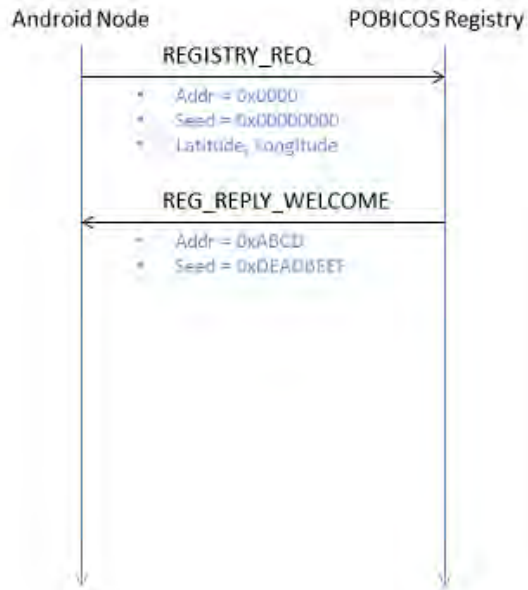 Android Node
POBICOS Registry
REGISTRY_REQ
• Addr = 0x0000
• Seed = 0x00000000
• Latitude, Longitude
REG_REPLY_WELCOME
• Addr = 0xABCD
• Seed = 0xDEADBEEF